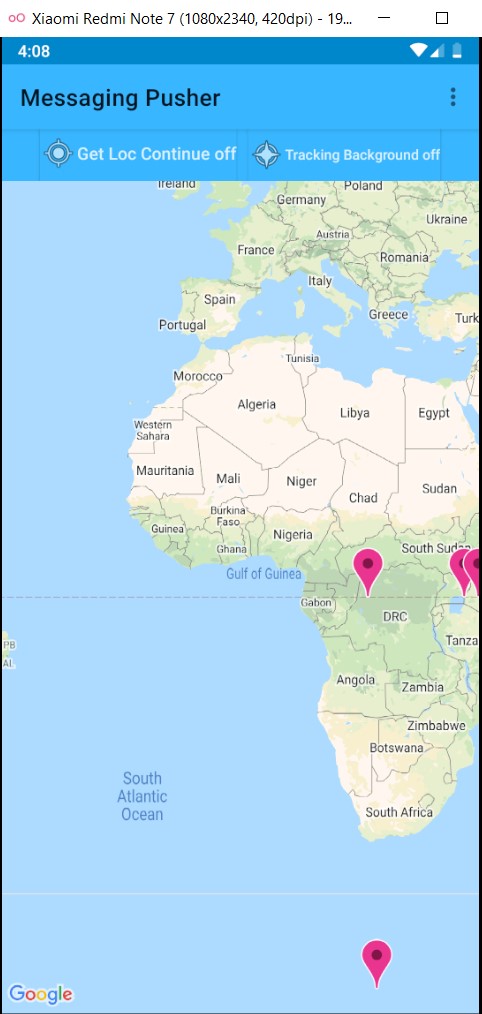 Xiaomi Redmi Note 7 (1080x2340, 420dpi) - 19...
4:08
Messaging Pusher
Get Loc Continue off
Tracking Background off
Ireland
Poland
Germany
Ukraine
Austria
France
Romania
Italy
Spain
Greece
Turk
Portugal
Tunisia
Morocco
Algeria
Libya
Egypt
Western
Sahara
Mauritania
Mali
Niger
Chad
Sudan
Burkina
Faso
Guinea
Nigeria
Ghana
South Sudan
Gulf of Guinea
Gabon
DRC
PB
AL
Tanza
Angola
Zambia
Zimbabwe
Botswana
South
Atlantic
Ocean
South Africa
Google